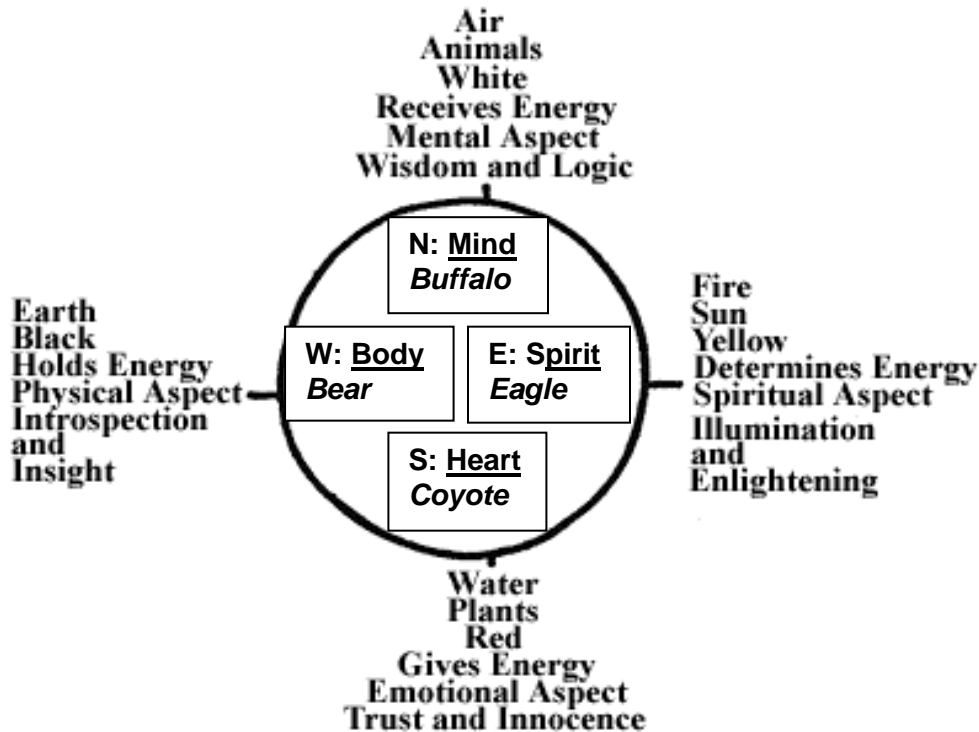 Air
Animals
White
Receives Energy
Mental Aspect
Wisdom and Logic
N: Mind
Buffalo
Earth
Black
Holds Energy
Physical Aspect
Introspection
and
Insight
W: Body
Bear
E: Spirit
Eagle
Fire
Sun
Yellow
Determines Energy
Spiritual Aspect
Illumination
and
Enlightening
S: Heart
Coyote
Water
Plants
Red
Gives Energy
Emotional Aspect
Trust and Innocence